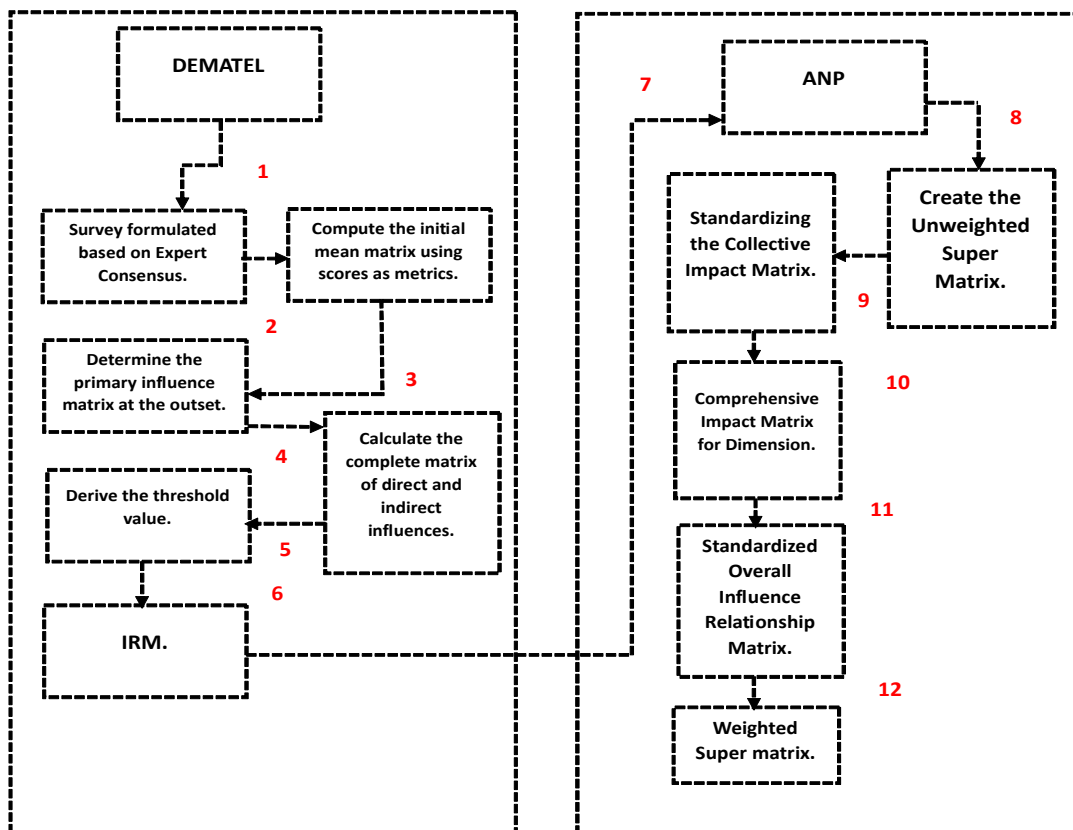 DEMATEL
1
Survey formulated
based on Expert
Consensus.
Compute the initial
mean matrix using
scores as metrics.
2
Determine the
primary influence
matrix at the outset.
3
4
Calculate the
complete matrix
of direct and
indirect
influences.
Derive the threshold
value.
5
6
IRM.
7
ANP
8
Create the
Unweighted
Super
Matrix.
Standardizing
the Collective
Impact Matrix.
9
10
Comprehensive
Impact Matrix
for Dimension.
11
Standardized
Overall
Influence
Relationship
Matrix.
12
Weighted
Super matrix.